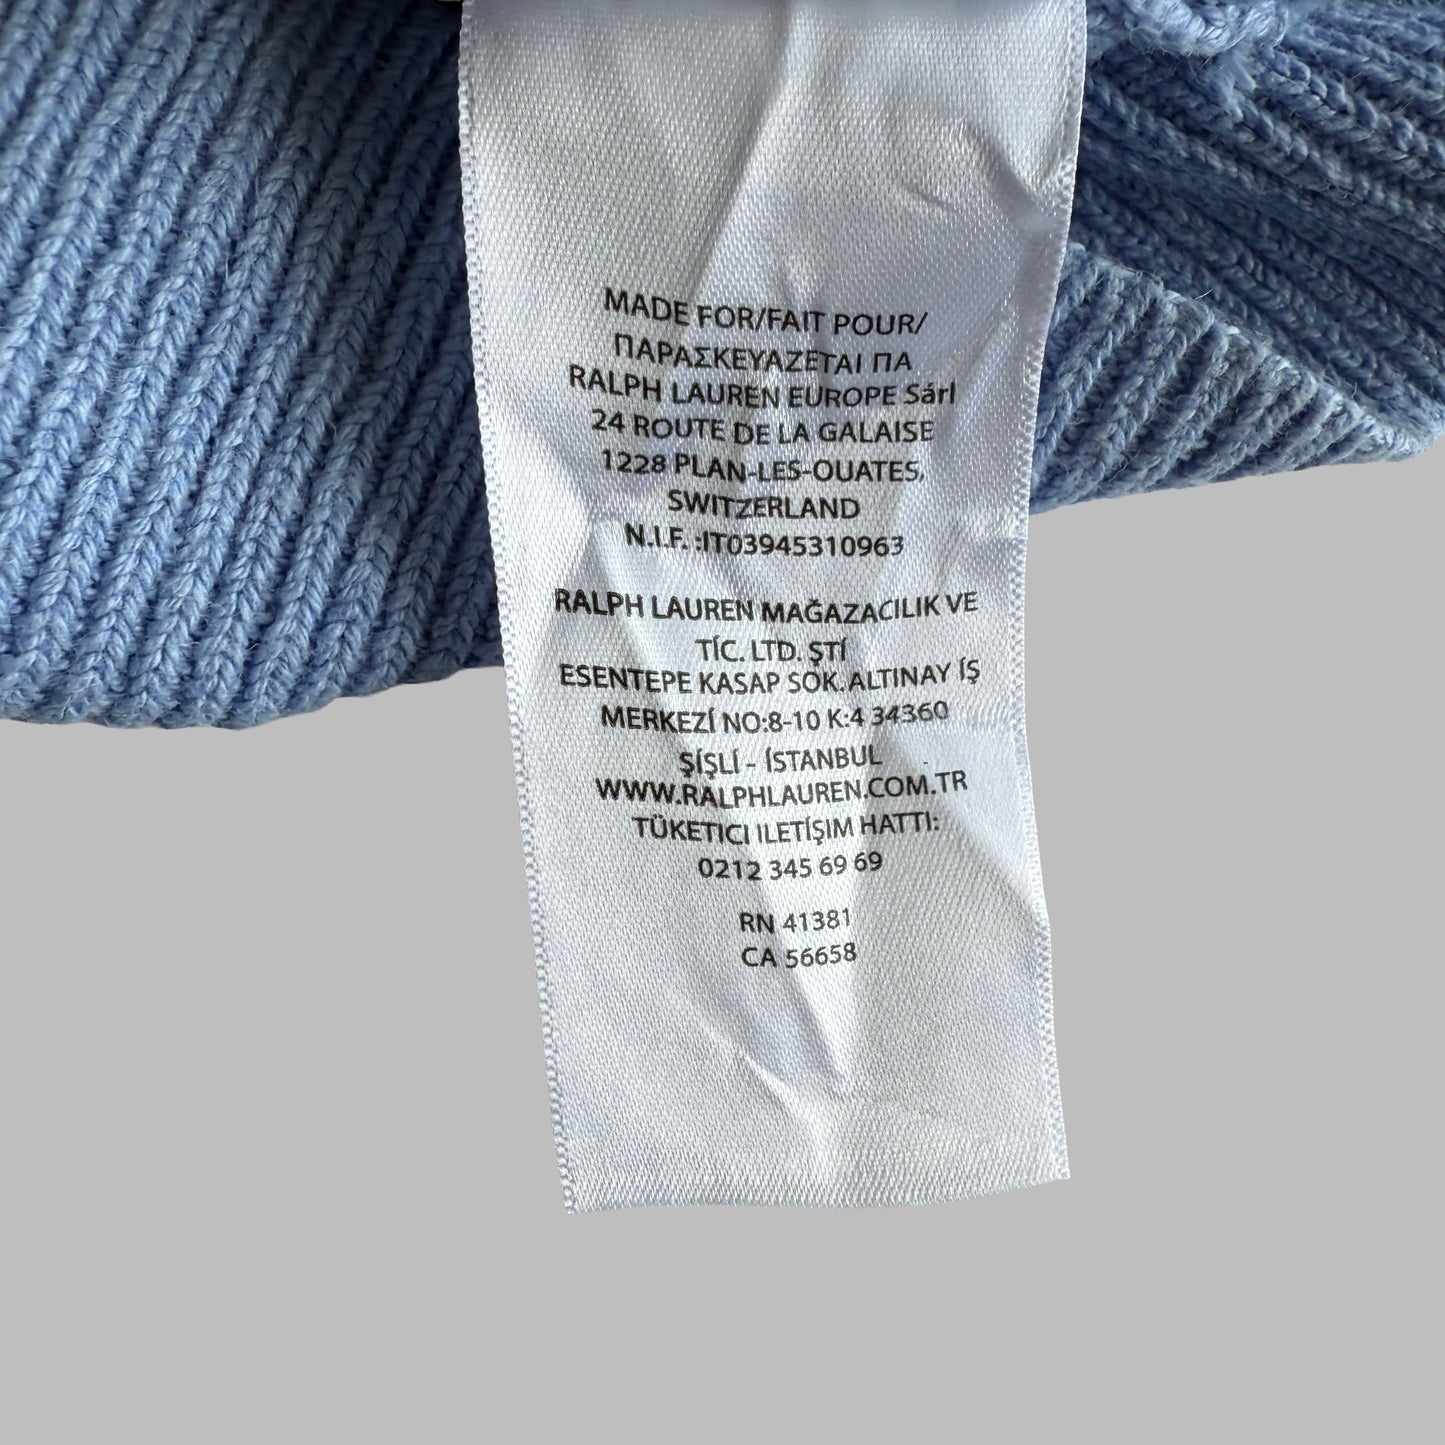 MADE FOR/FAIT POUR/
ΠΑΡΑΣΚΕΥΑΖΕΤΑΙ ΠΑ
RALPH LAUREN EUROPE Sárl
24 ROUTE DE LA GALAISE
1228 PLAN-LES-OUATES,
SWITZERLAND
N.I.F. :IT03945310963
RALPH LAUREN MAĞAZACILIK VE
TİC. LTD. ŞTİ
ESENTEPE KASAP SOK. ALTINAY İŞ
MERKEZİ NO:8-10 K:4 34360
ŞİŞLİ - İSTANBUL
WWW.RALPHLAUREN.COM.TR
TÜKETICI ILETİŞIM HATTI:
0212 345 69 69
RN 41381
CA 56658